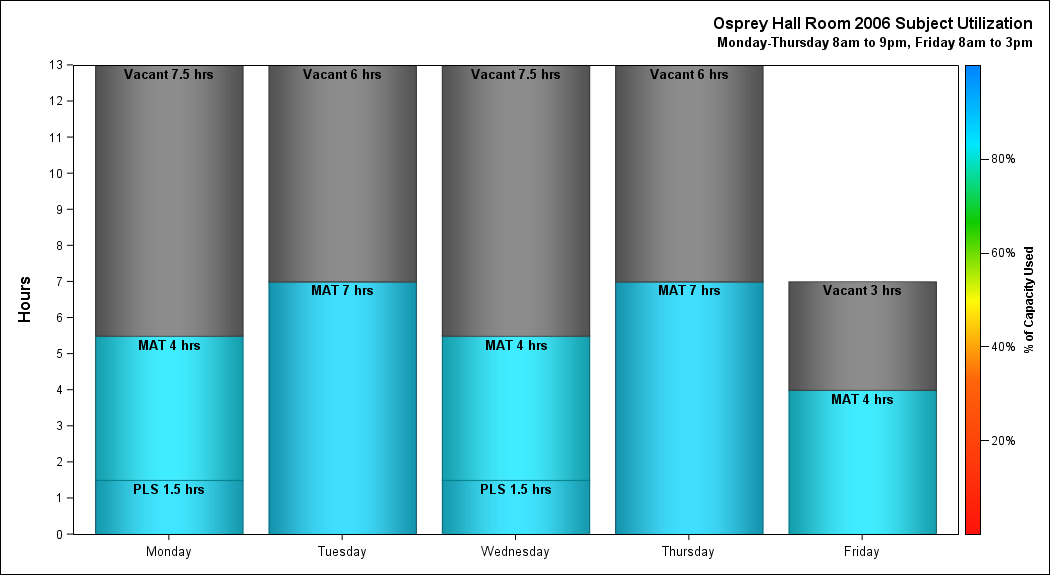 Osprey Hall Room 2006 Subject Utilization
Monday-Thursday 8am to 9pm, Friday 8am to 3pm
Hours
13
12
11
10
9
8
7
6
5
4
3
2
1
0
Vacant 7.5 hrs
MAT 4 hrs
PLS 1.5 hrs
Vacant 6 hrs
MAT 7 hrs
Vacant 7.5 hrs
MAT 4 hrs
PLS 1.5 hrs
Vacant 6 hrs
MAT 7 hrs
Vacant 3 hrs
MAT 4 hrs
Monday
Tuesday
Wednesday
Thursday
Friday
80%
60%
40%
20%
% of Capacity Used